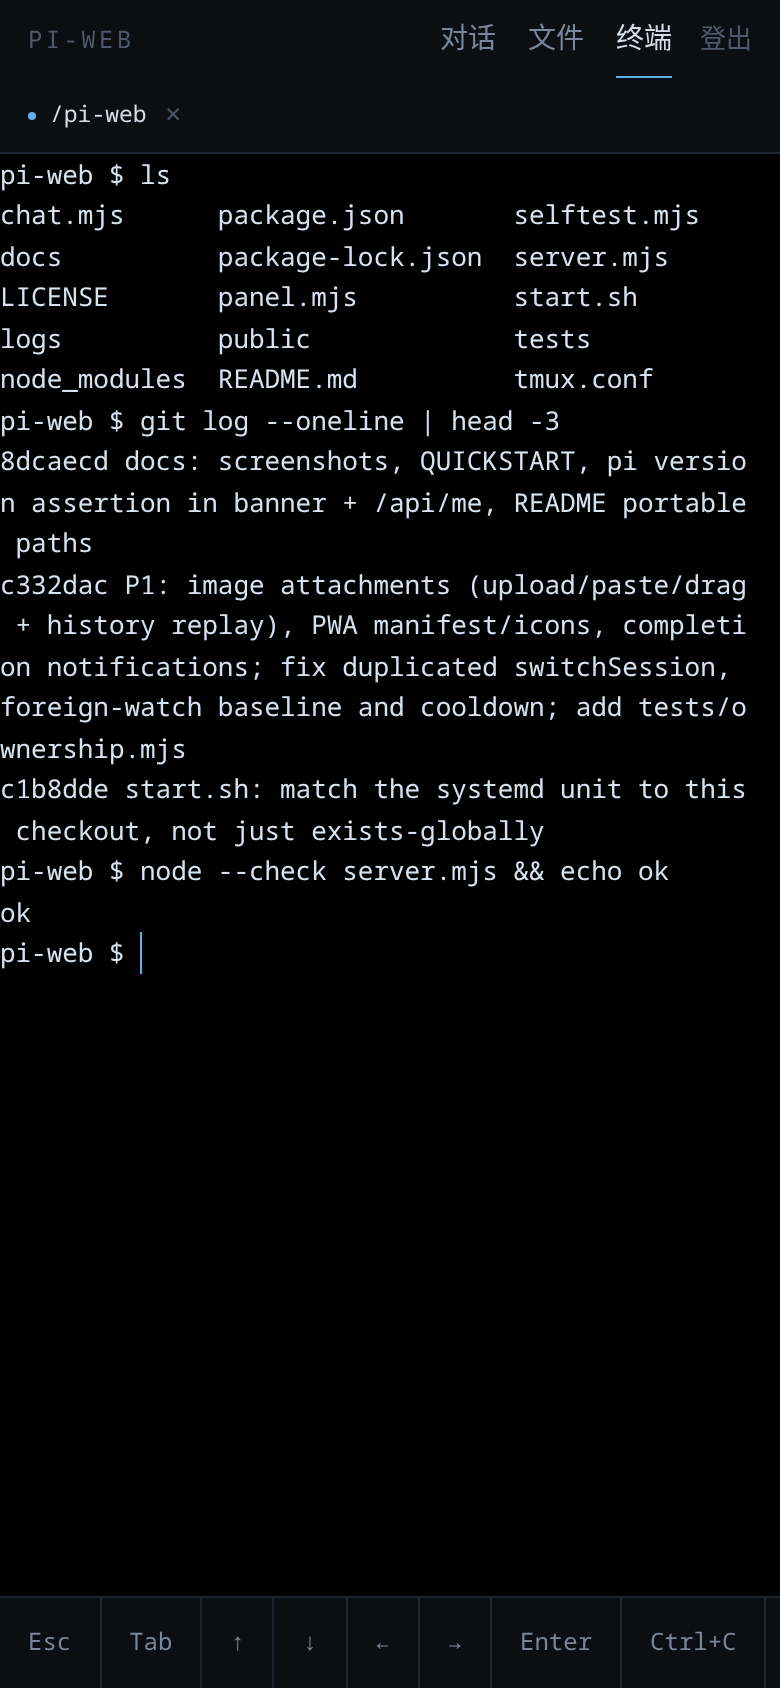 PI-WEB 对话 文件 终端 登出
/pi-web ×
pi-web $ ls
chat.mjs      package.json       selftest.mjs
docs          package-lock.json  server.mjs
LICENSE       panel.mjs          start.sh
logs          public             tests
node_modules  README.md          tmux.conf
pi-web $ git log --oneline | head -3
8dcaecd docs: screenshots, QUICKSTART, pi versio
n assertion in banner + /api/me, README portable
 paths
c332dac P1: image attachments (upload/paste/drag
 + history replay), PWA manifest/icons, completi
on notifications; fix duplicated switchSession,
foreign-watch baseline and cooldown; add tests/o
wnership.mjs
c1b8dde start.sh: match the systemd unit to this
 checkout, not just exists-globally
pi-web $ node --check server.mjs && echo ok
ok
pi-web $
Esc Tab ↑ ↓ ← → Enter Ctrl+C